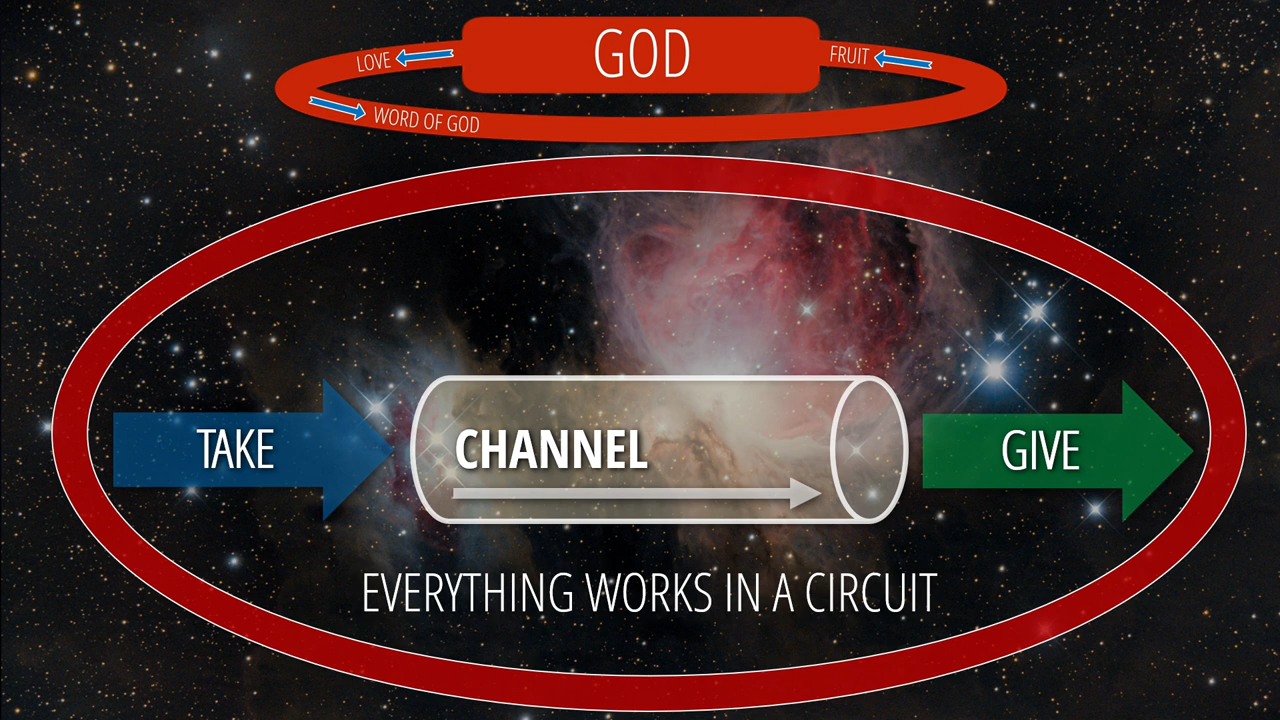 GOD
LOVE
FRUIT
WORD OF GOD
TAKE
CHANNEL
GIVE
EVERYTHING WORKS IN A CIRCUIT